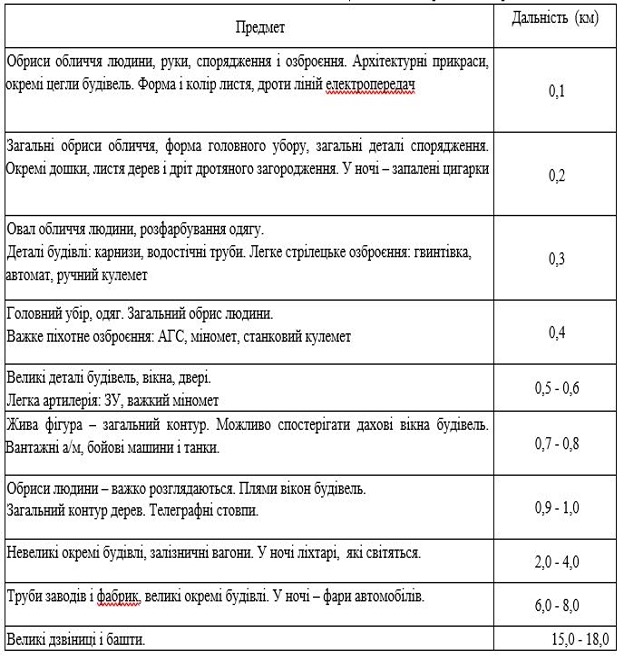 Предмет
Дальність (км)
Обриси обличчя людини, руки, спорядження і озброєння. Архітектурні прикраси,
окремі цегли будівель. Форма і колір листя, дроти ліній електропередач
0,1
Загальні обриси обличчя, форма головного убору, загальні деталі спорядження.
Окремі дошки, листя дерев і дріт дротяного загородження. У ночі – запалені цигарки
0,2
Овал обличчя людини, розфарбування одягу.
Деталі будівлі: карнизи, водостічні труби. Легке стрілецьке озброєння: гвинтівка,
автомат, ручний кулемет
0,3
Головний убір, одяг. Загальний обрис людини.
Важке піхотне озброєння: АГС, міномет, станковий кулемет
0,4
Великі деталі будівель, вікна, двері.
Легка артилерія: ЗУ, важкий міномет
0,5 - 0,6
Жива фігура – загальний контур. Можливо спостерігати дахові вікна будівель.
Вантажні а/м, бойові машини і танки.
0,7 - 0,8
Обриси людини – важко розглядаються. Плями вікон будівель.
Загальний контур дерев. Телеграфні стовпи.
0,9 - 1,0
Невеликі окремі будівлі, залізничні вагони. У ночі ліхтарі, які світяться.
2,0 - 4,0
Труби заводів і фабрик, великі окремі будівлі. У ночі – фари автомобілів.
6,0 - 8,0
Великі дзвіниці і башти.
15,0 - 18,0